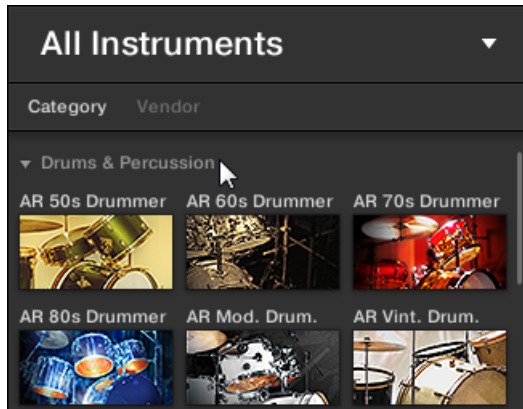 All Instruments
Category Vendor
Drums & Percussion
AR 50s Drummer AR 60s Drummer AR 70s Drummer
AR 80s Drummer AR Mod. Drum. AR Vint. Drum.